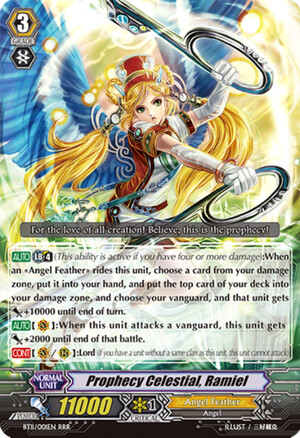 3
GRADE
For the love of all creation! Believe, this is the prophecy!
AUTO LB 4 (This ability is active if you have four or more damage):When
an «Angel Feather» rides this unit, choose a card from your damage
zone, put it into your hand, and put the top card of your deck into
your damage zone, and choose your vanguard, and that unit gets
+10000 until end of turn.
AUTO [ ]:When this unit attacks a vanguard, this unit gets
+2000 until end of that battle.
CONT [ ]:Lord (If you have a unit without a same clan as this unit, this unit cannot attack)
NORMAL UNIT
Prophecy Celestial, Ramiel
POWER
11000
1
Angel Feather
Angel
BT11/001EN RRR
ILLUST / 三好載克